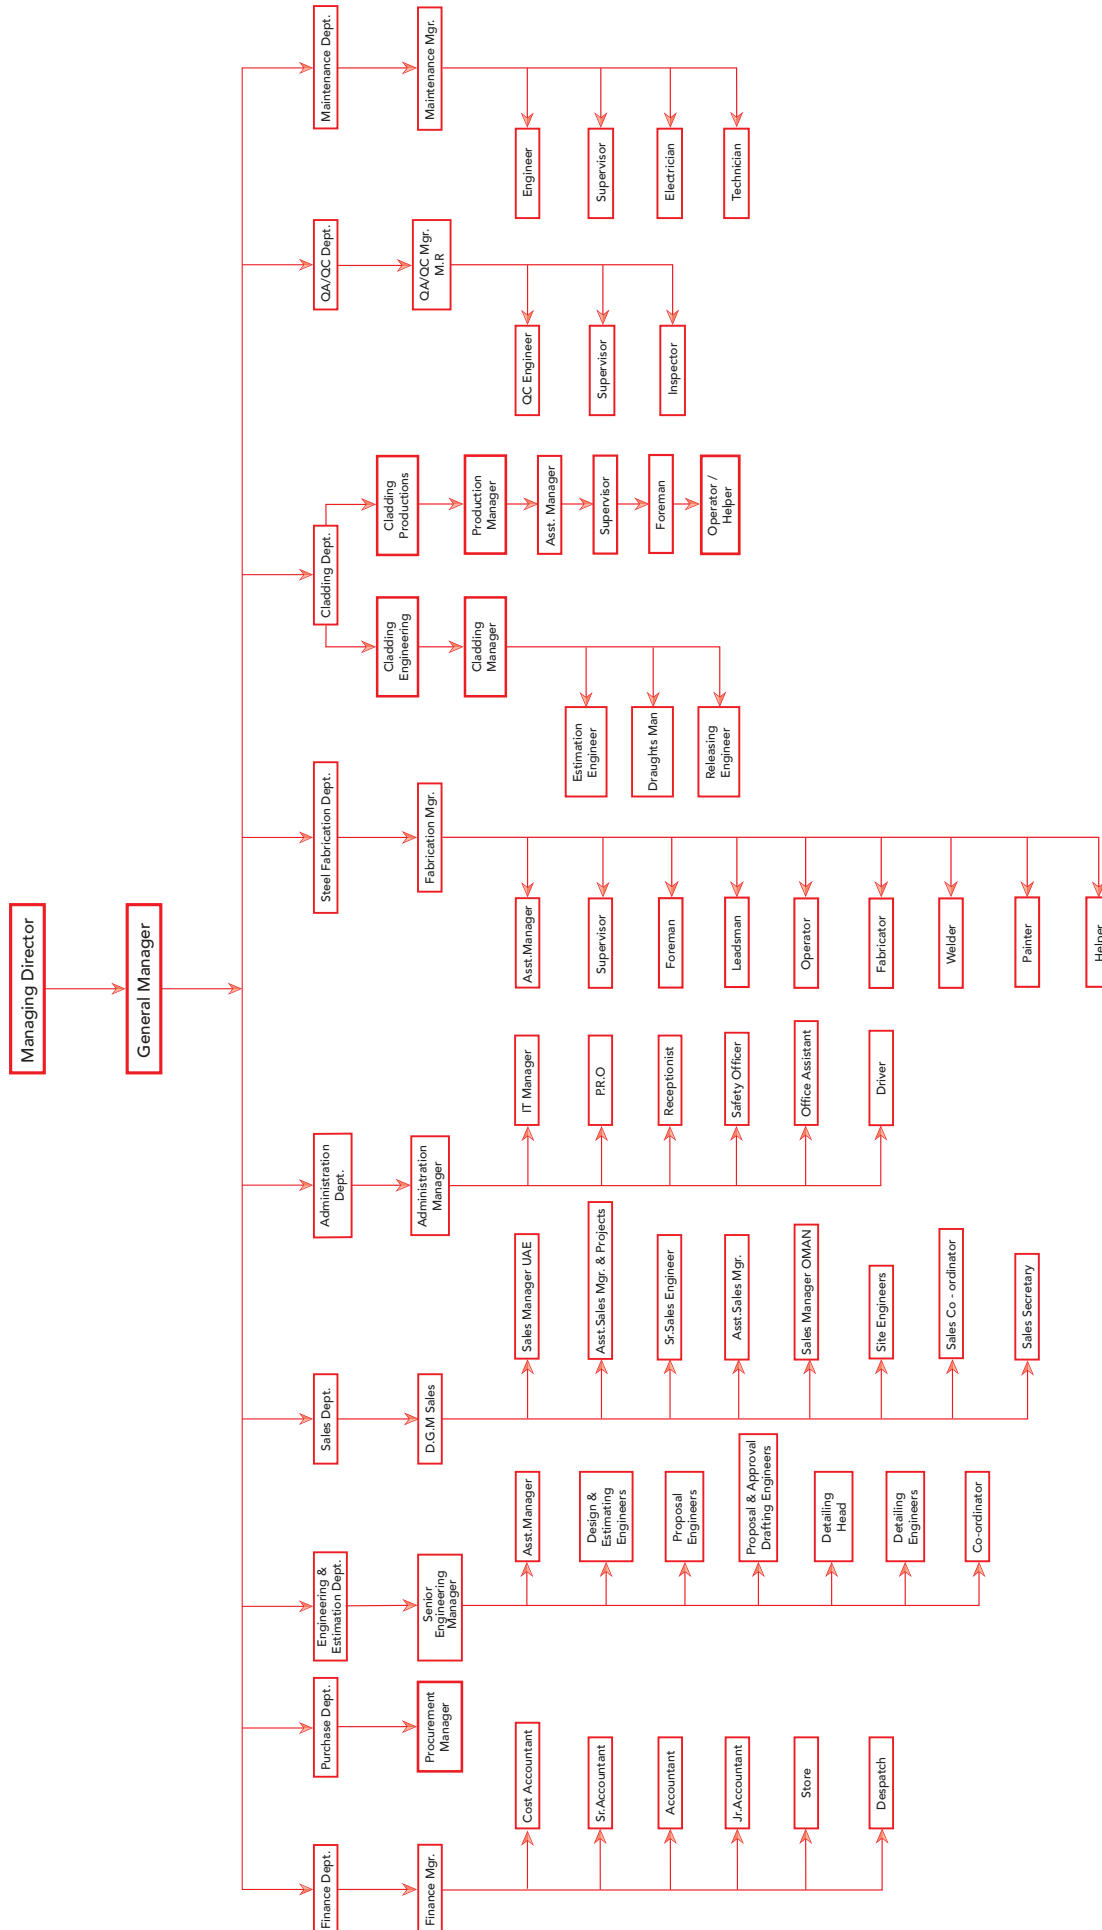 Managing Director
General Manager
Finance Dept.
Finance Mgr.
Cost Accountant
Sr.Accountant
Accountant
Jr.Accountant
Store
Despatch
Purchase Dept.
Procurement
Manager
Engineering &
Estimation Dept.
Senior
Engineering
Manager
Asst.Manager
Design &
Estimating
Engineers
Proposal
Engineers
Proposal & Approval
Drafting Engineers
Detailing
Head
Detailing
Engineers
Co-ordinator
Sales Dept.
D.G.M Sales
Sales Manager UAE
Asst.Sales Mgr. & Projects
Sr.Sales Engineer
Asst.Sales Mgr.
Sales Manager OMAN
Site Engineers
Sales Co - ordinator
Sales Secretary
Administration
Dept.
Administration
Manager
IT Manager
P.R.O
Receptionist
Safety Officer
Office Assistant
Driver
Steel Fabrication Dept.
Fabrication Mgr.
Asst.Manager
Supervisor
Foreman
Leadsman
Operator
Fabricator
Welder
Painter
Helper
Cladding Dept.
Cladding
Engineering
Cladding
Manager
Estimation
Engineer
Draughts Man
Releasing
Engineer
Cladding
Productions
Production
Manager
Asst. Manager
Supervisor
Foreman
Operator /
Helper
QA/QC Dept.
QA/QC Mgr.
M.R
QC Engineer
Supervisor
Inspector
Maintenance Dept.
Maintenance Mgr.
Engineer
Supervisor
Electrician
Technician